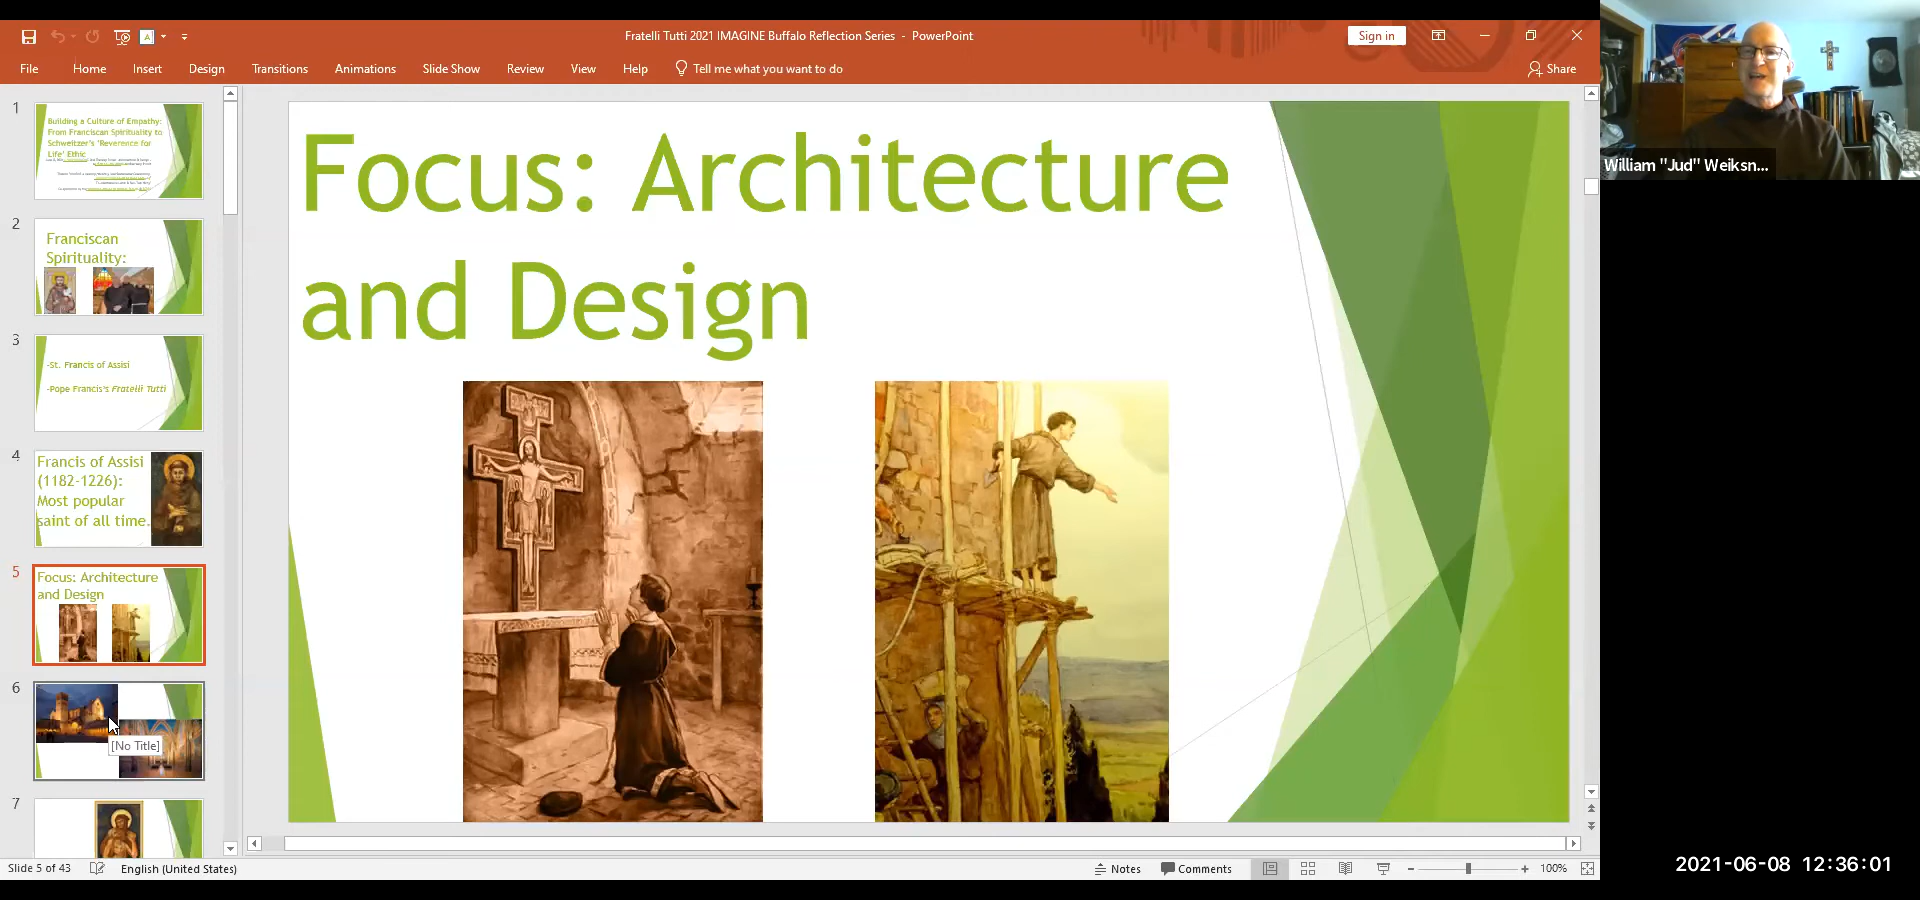 Fratelli Tutti 2021 IMAGINE Buffalo Reflection Series - PowerPoint
Sign in
File Home Insert Design Transitions Animations Slide Show Review View Help Tell me what you want to do
Share
1
Building a Culture of Empathy:
From Franciscan Spirituality to
Schweitzer's 'Reverence for
Life' Ethic
2
Franciscan
Spirituality:
3
-St. Francis of Assisi
-Pope Francis's Fratelli Tutti
4
Francis of Assisi
(1182-1226):
Most popular
saint of all time.
5
Focus: Architecture
and Design
6
[No Title]
7
Focus: Architecture
and Design
William "Jud" Weiksn...
Slide 5 of 43 English (United States)
Notes Comments
100%
2021-06-08 12:36:01